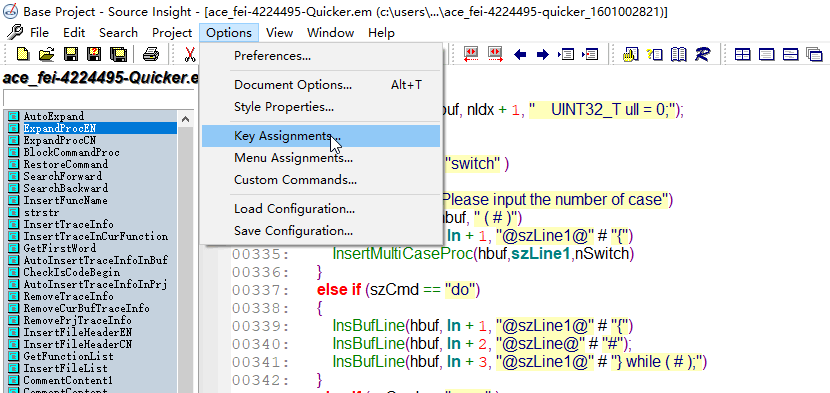 Base Project - Source Insight - [ace_fei-4224495-Quicker.em (c:\users\...\ace_fei-4224495-quicker_1601002821)]
File Edit Search Project Options View Window Help
ace_fei-4224495-Quicker.e
Preferences...
Document Options... Alt+T
Style Properties...
Key Assignments...
Menu Assignments...
Custom Commands...
Load Configuration...
Save Configuration...
AutoExpand
ExpandProcEN
ExpandProcCN
BlockCommandProc
RestoreCommand
SearchForward
SearchBackward
InsertFuncName
strstr
InsertTraceInfo
InsertTraceInCurFunction
GetFirstWord
AutoInsertTraceInfoInBuf
CheckIsCodeBegin
AutoInsertTraceInfoInPrj
RemoveTraceInfo
RemoveCurBufTraceInfo
RemovePrjTraceInfo
InsertFileHeaderEN
InsertFileHeaderCN
GetFunctionList
InsertFileList
CommentContent1
CommentContent
buf, nIdx + 1, " UINT32_T ull = 0;");
"switch" )
Please input the number of case")
buf, " ( # )")
ln + 1, "@szLine1@" # "{")
00335: InsertMultiCaseProc(hbuf,szLine1,nSwitch)
00336: }
00337: else if (szCmd == "do")
00338: {
00339: InsBufLine(hbuf, ln + 1, "@szLine1@" # "{")
00340: InsBufLine(hbuf, ln + 2, "@szLine@" # "#");
00341: InsBufLine(hbuf, ln + 3, "@szLine1@" # "} while ( # );")
00342: }